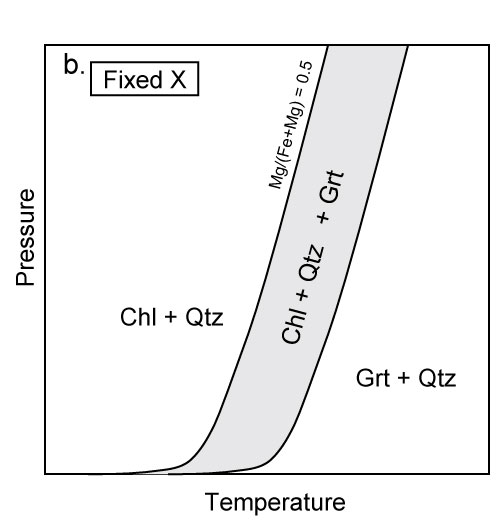 b.
Fixed X
Mg/(Fe+Mg) = 0.5
Chl + Qtz + Grt
Pressure
Chl + Qtz
Grt + Qtz
Temperature